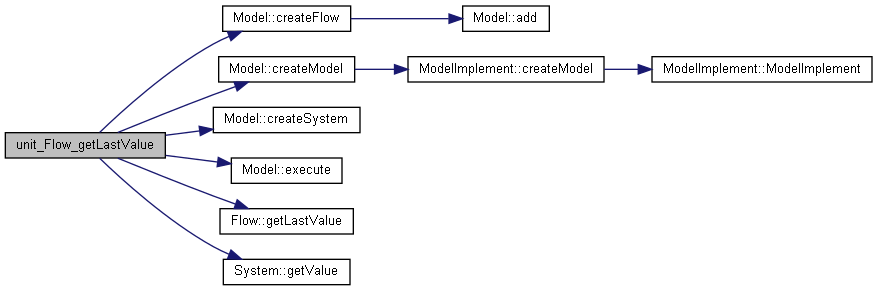 Model::createFlow
Model::add
Model::createModel
ModelImplement::createModel
ModelImplement::ModelImplement
Model::createSystem
unit_Flow_getLastValue
Model::execute
Flow::getLastValue
System::getValue